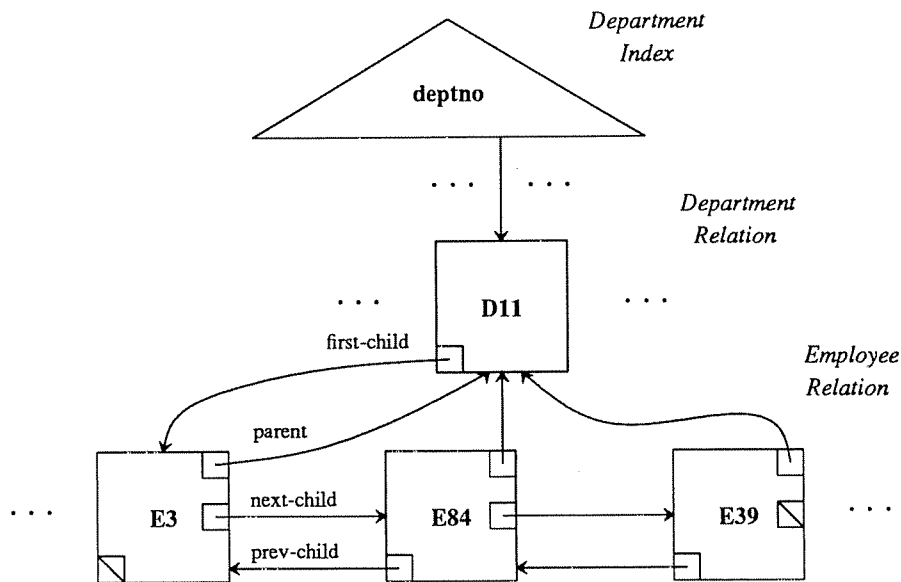 Department
Index
deptno
. . . . . .
Department
Relation
D11
. . . . . .
first-child
Employee
Relation
parent
. . . E3 next-child E84 E39 . . .
prev-child